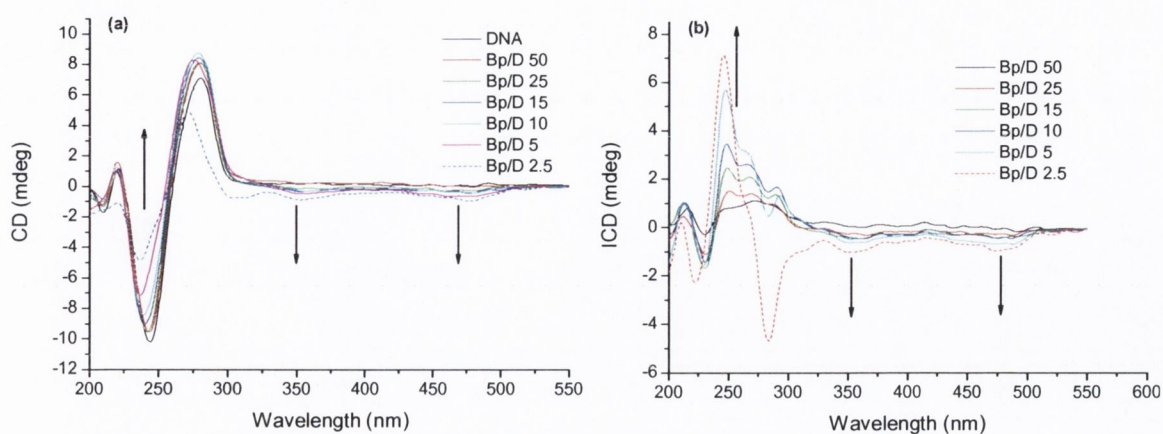 (a)
CD (mdeg)
10
8
6
4
2
0
-2
-4
-6
-8
-10
-12
DNA
Bp/D 50
Bp/D 25
Bp/D 15
Bp/D 10
Bp/D 5
Bp/D 2.5
200 250 300 350 400 450 500 550
Wavelength (nm)
(b)
ICD (mdeg)
8
6
4
2
0
-2
-4
-6
Bp/D 50
Bp/D 25
Bp/D 15
Bp/D 10
Bp/D 5
Bp/D 2.5
200 250 300 350 400 450 500 550 600
Wavelength (nm)